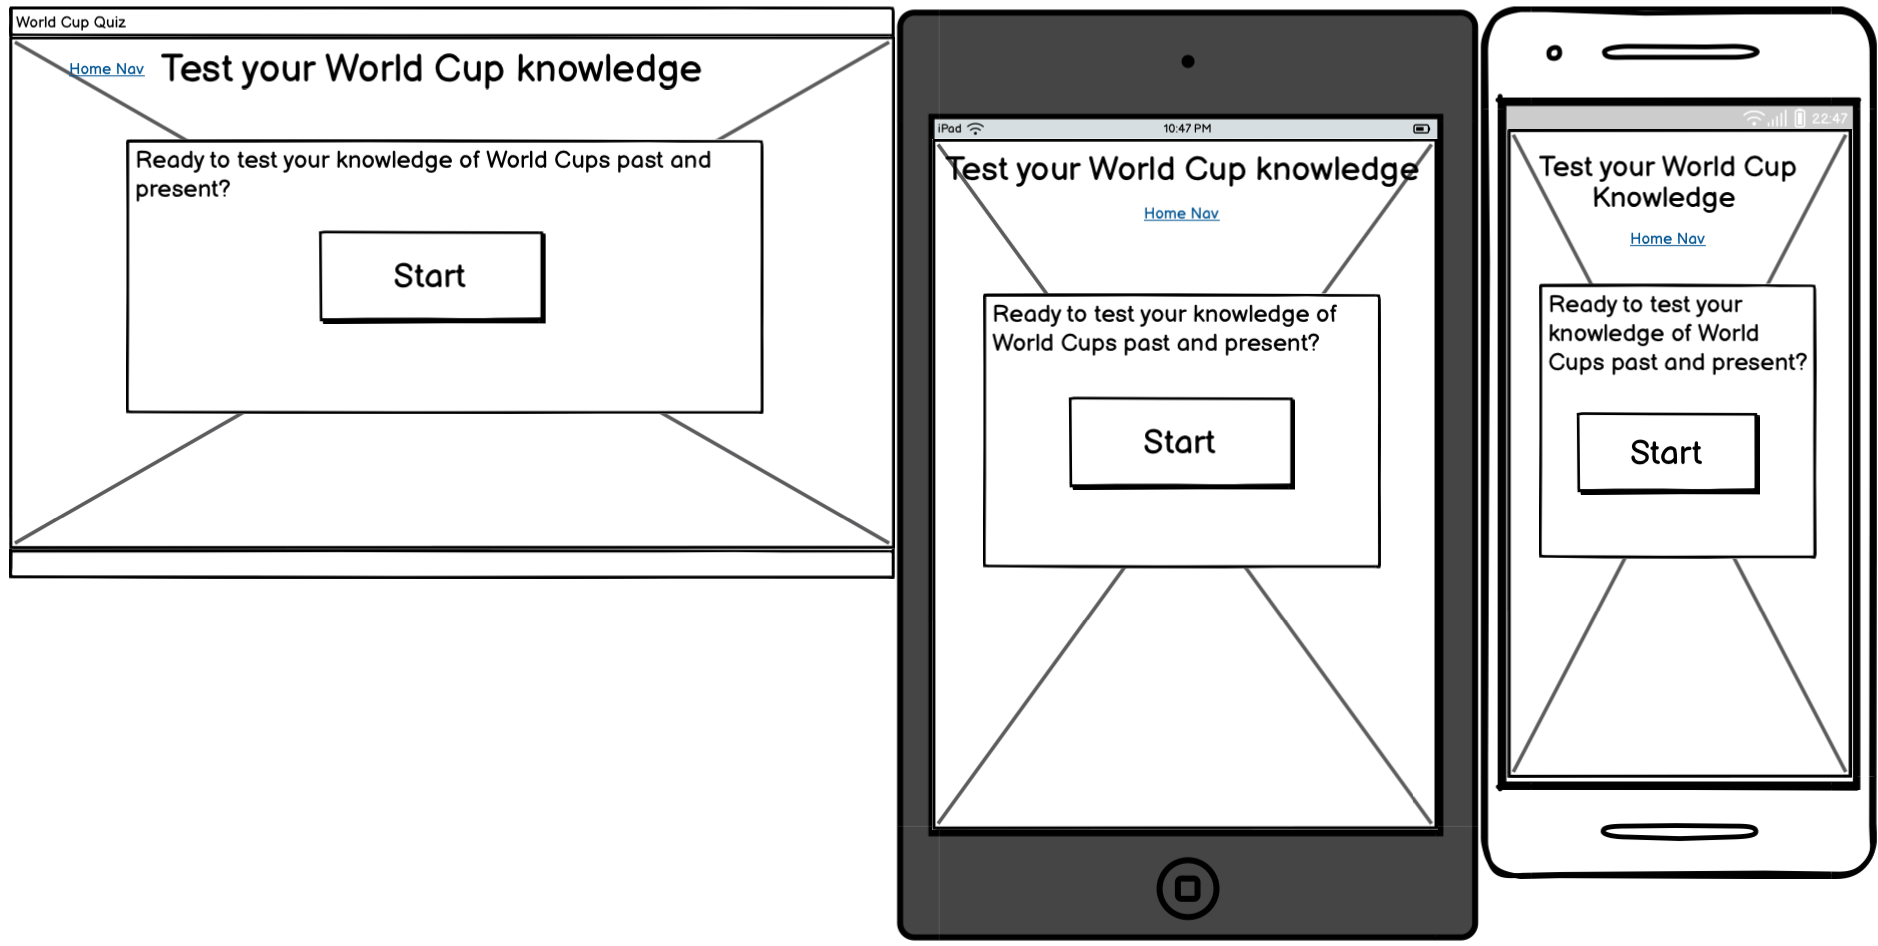 World Cup Quiz
Home Nav Test your World Cup knowledge
Ready to test your knowledge of World Cups past and
present?
Start
iPad 10:47 PM
Test your World Cup knowledge
Home Nav
Ready to test your knowledge of
World Cups past and present?
Start
22:47
Test your World Cup
Knowledge
Home Nav
Ready to test your
knowledge of World
Cups past and present?
Start